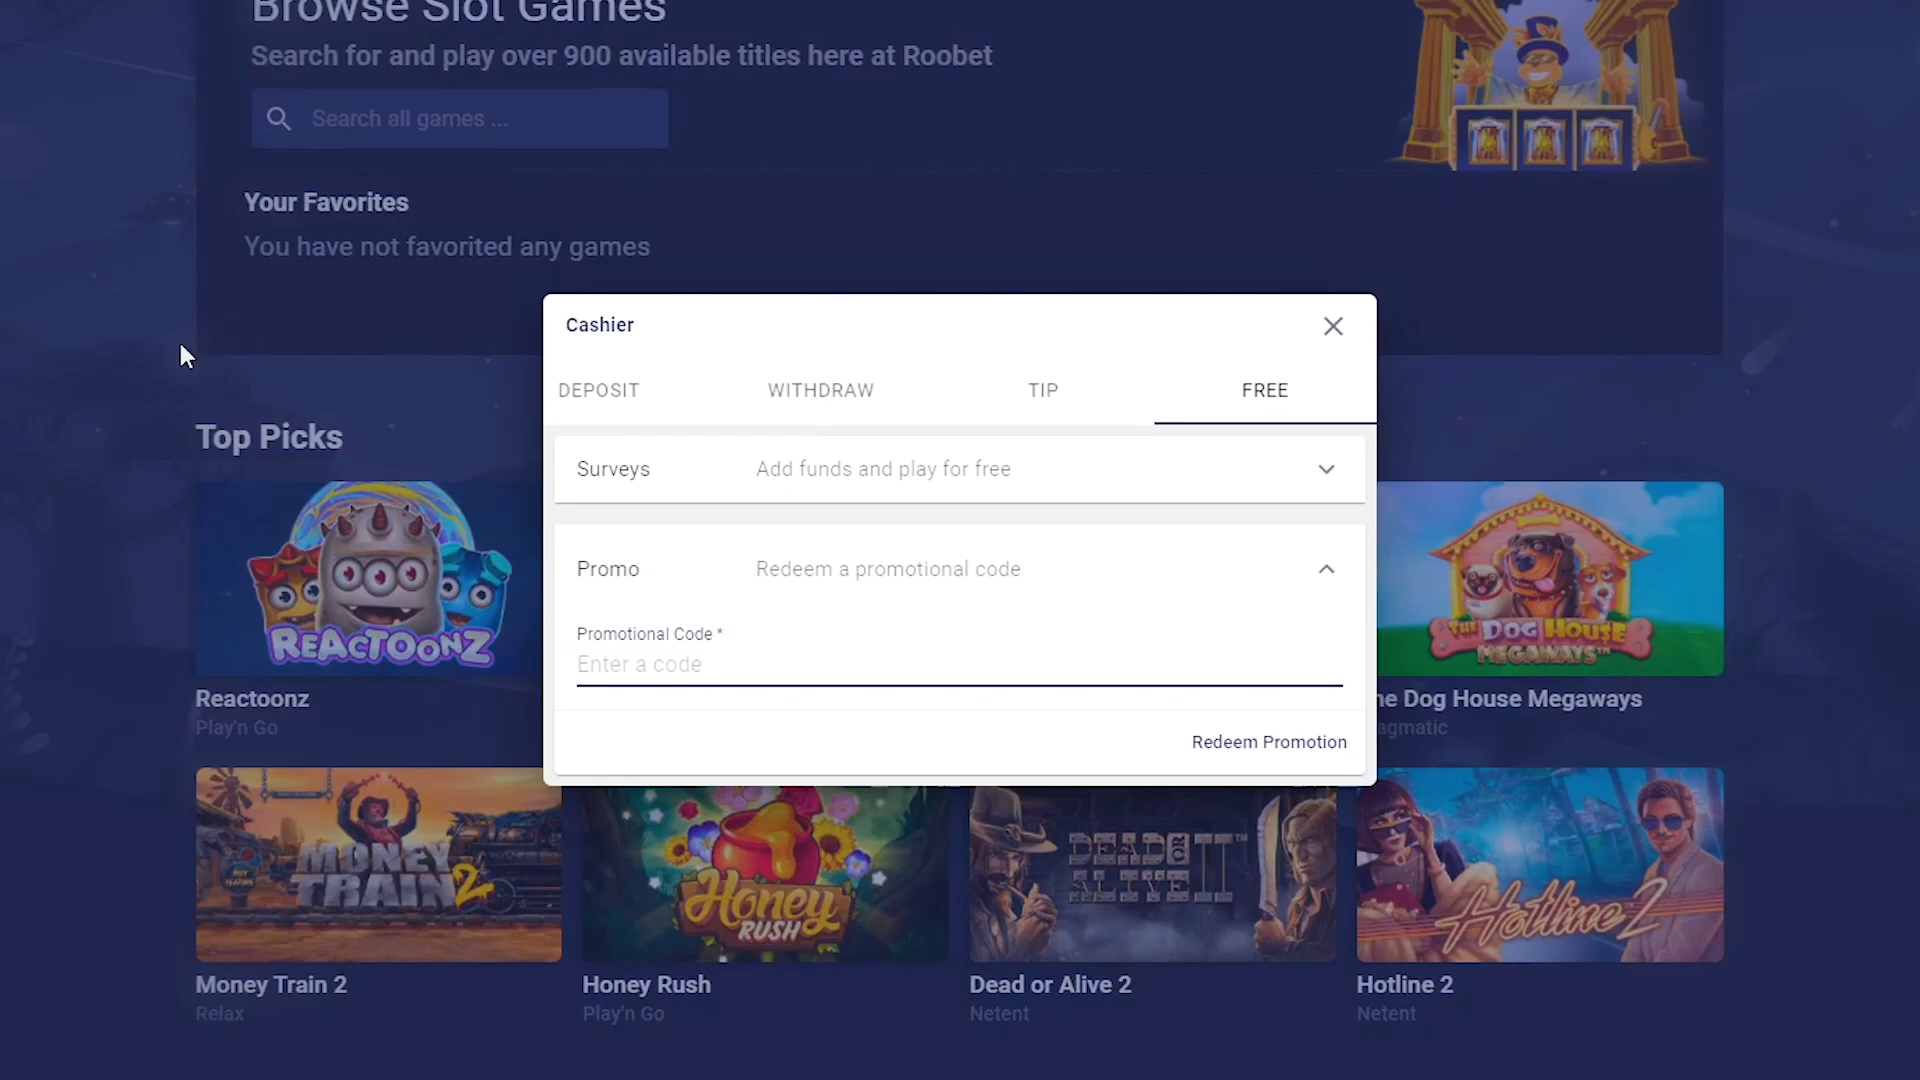 Browse Slot Games
Search for and play over 900 available titles here at Roobet
Search all games ...
Your Favorites
You have not favorited any games
Cashier
DEPOSIT
WITHDRAW
TIP
FREE
Surveys
Add funds and play for free
Promo
Redeem a promotional code
Promotional Code *
Enter a code
Redeem Promotion
Top Picks
REACTOONZ
THE DOG HOUSE
MEGAWAYS™
Reactoonz
Play'n Go
he Dog House Megaways
agmatic
MONEY
TRAIN 2
Honey
RUSH
DEAD OR
ALIVE II™
Hotline 2
Money Train 2
Relax
Honey Rush
Play'n Go
Dead or Alive 2
Netent
Hotline 2
Netent